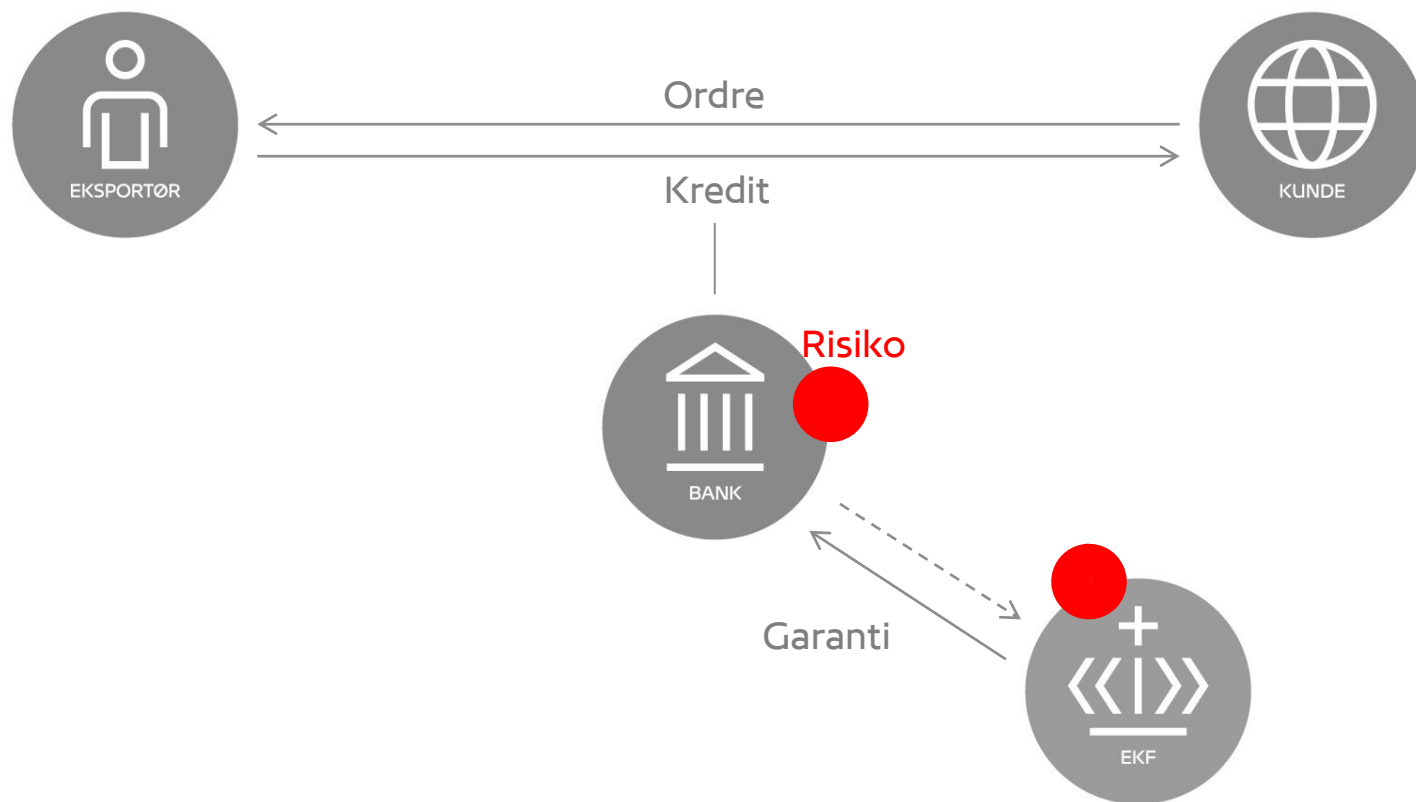 Ordre
EKSPORTØR
KUNDE
Kredit
Risiko
BANK
Garanti
EKF